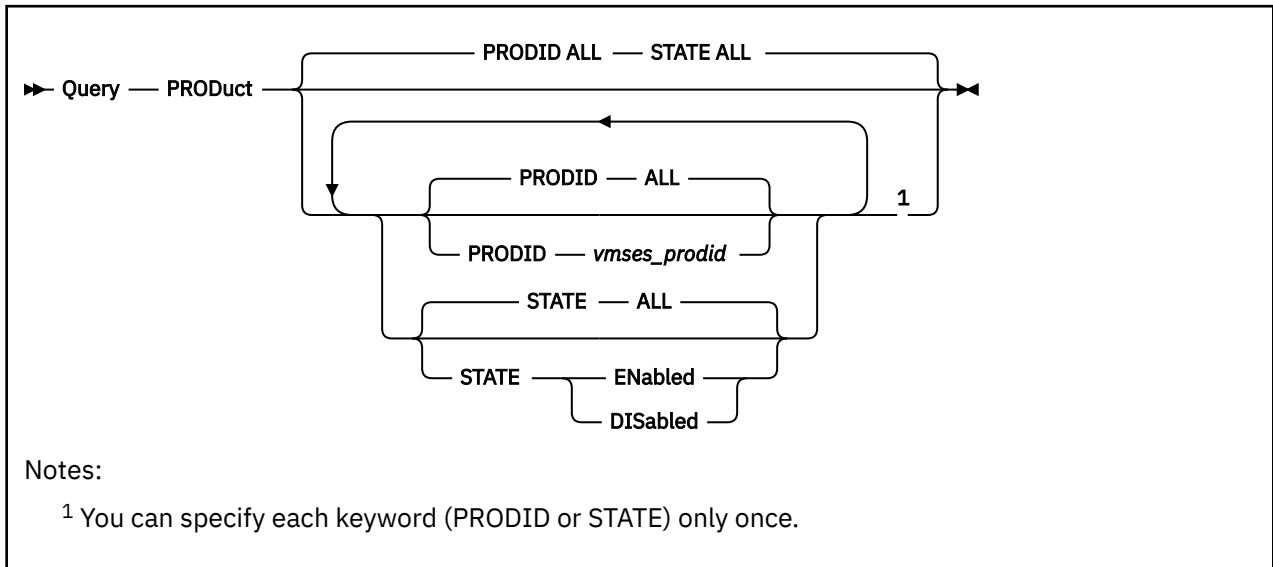 PRODID ALL STATE ALL
Query PRODuct
PRODID ALL
1
PRODID vmses_prodid
STATE ALL
STATE ENabled
DISabled
Notes:
1 You can specify each keyword (PRODID or STATE) only once.